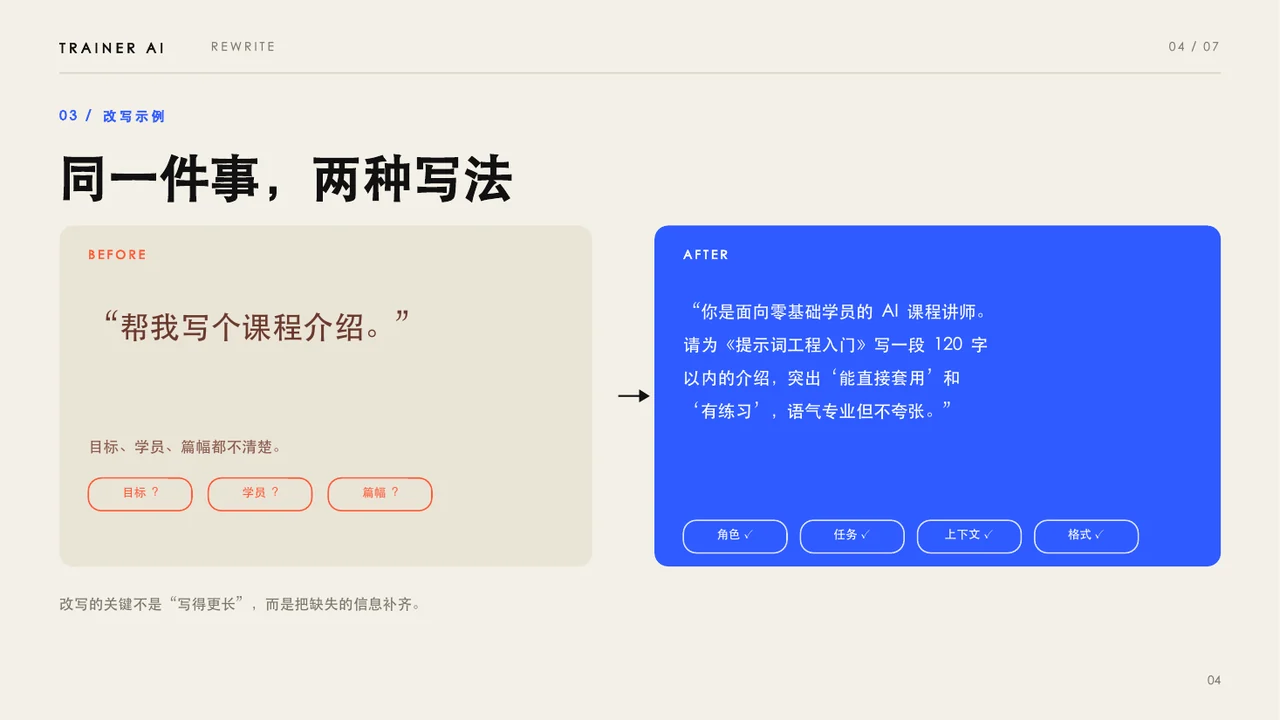 TRAINER AI
REWRITE
04 / 07
03 / 改写示例
同一件事，两种写法
BEFORE
“帮我写个课程介绍。”
目标、学员、篇幅都不清楚。
目标 ?
学员 ?
篇幅 ?
→
AFTER
“你是面向零基础学员的 AI 课程讲师。
请为《提示词工程入门》写一段 120 字
以内的介绍，突出‘能直接套用’和
‘有练习’，语气专业但不夸张。”
角色 ✓
任务 ✓
上下文 ✓
格式 ✓
改写的关键不是“写得更长”，而是把缺失的信息补齐。
04